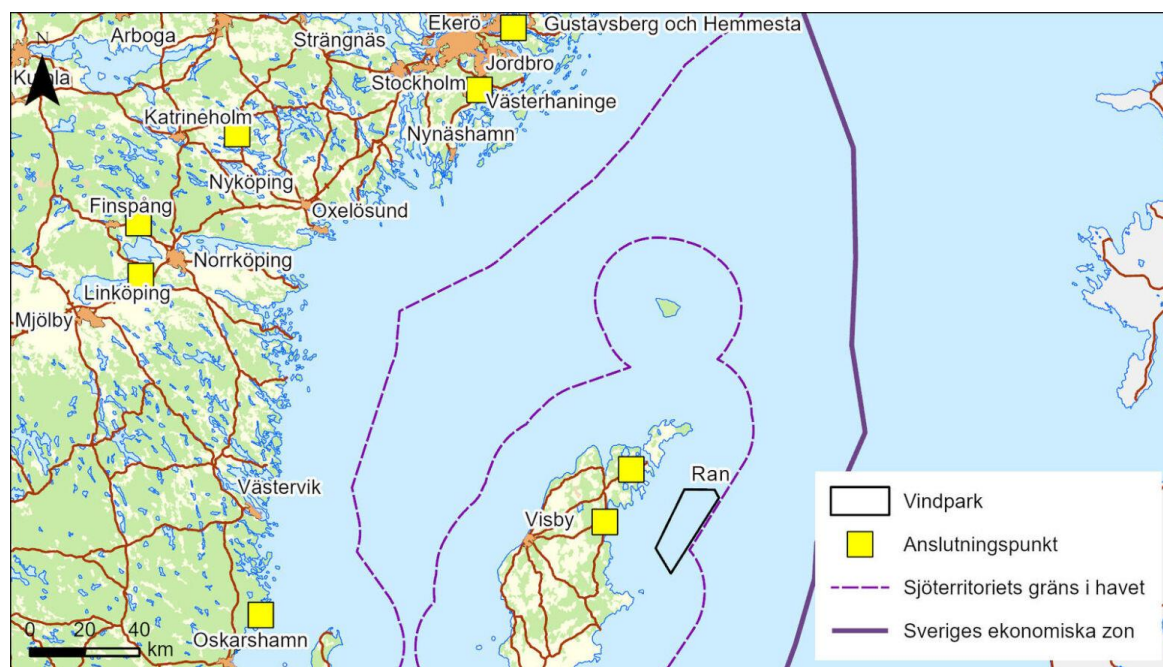 Ekerö
Gustavsberg och Hemmesta
Arboga
Strängnäs
N
Jordbro
Kumla
Stockholm
Västerhaninge
Katrineholm
Nynäshamn
Nyköping
Finspång
Oxelösund
Norrköping
Linköping
Mjölby
Ran
Västervik
Vindpark
Visby
Anslutningspunkt
Sjöterritoriets gräns i havet
0 20 40
km
Oskarshamn
Sveriges ekonomiska zon